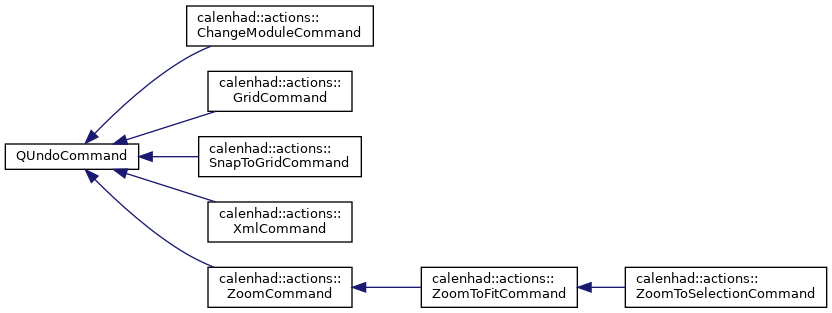 calenhad::actions::
ChangeModuleCommand
calenhad::actions::
GridCommand
QUndoCommand
calenhad::actions::
SnapToGridCommand
calenhad::actions::
XmlCommand
calenhad::actions::
ZoomCommand
calenhad::actions::
ZoomToFitCommand
calenhad::actions::
ZoomToSelectionCommand